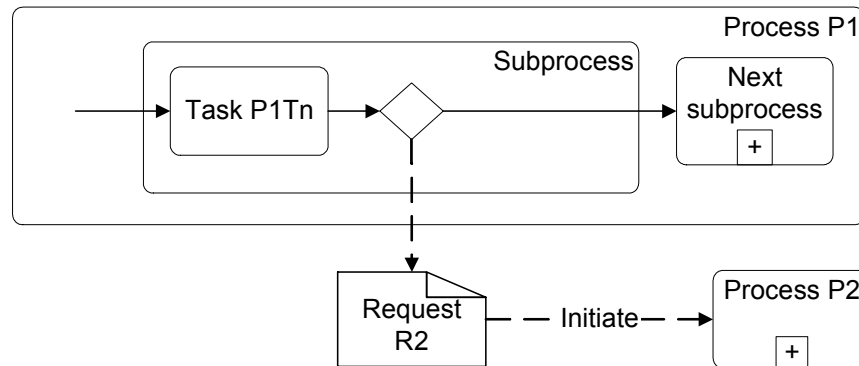 Process P1
Subprocess
Task P1Tn
Next
subprocess
+
Request
R2
Initiate
Process P2
+